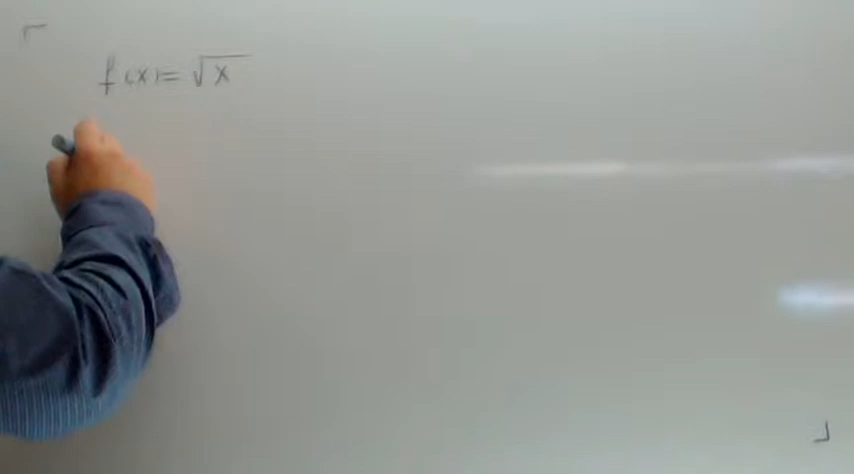 f(x) = √x